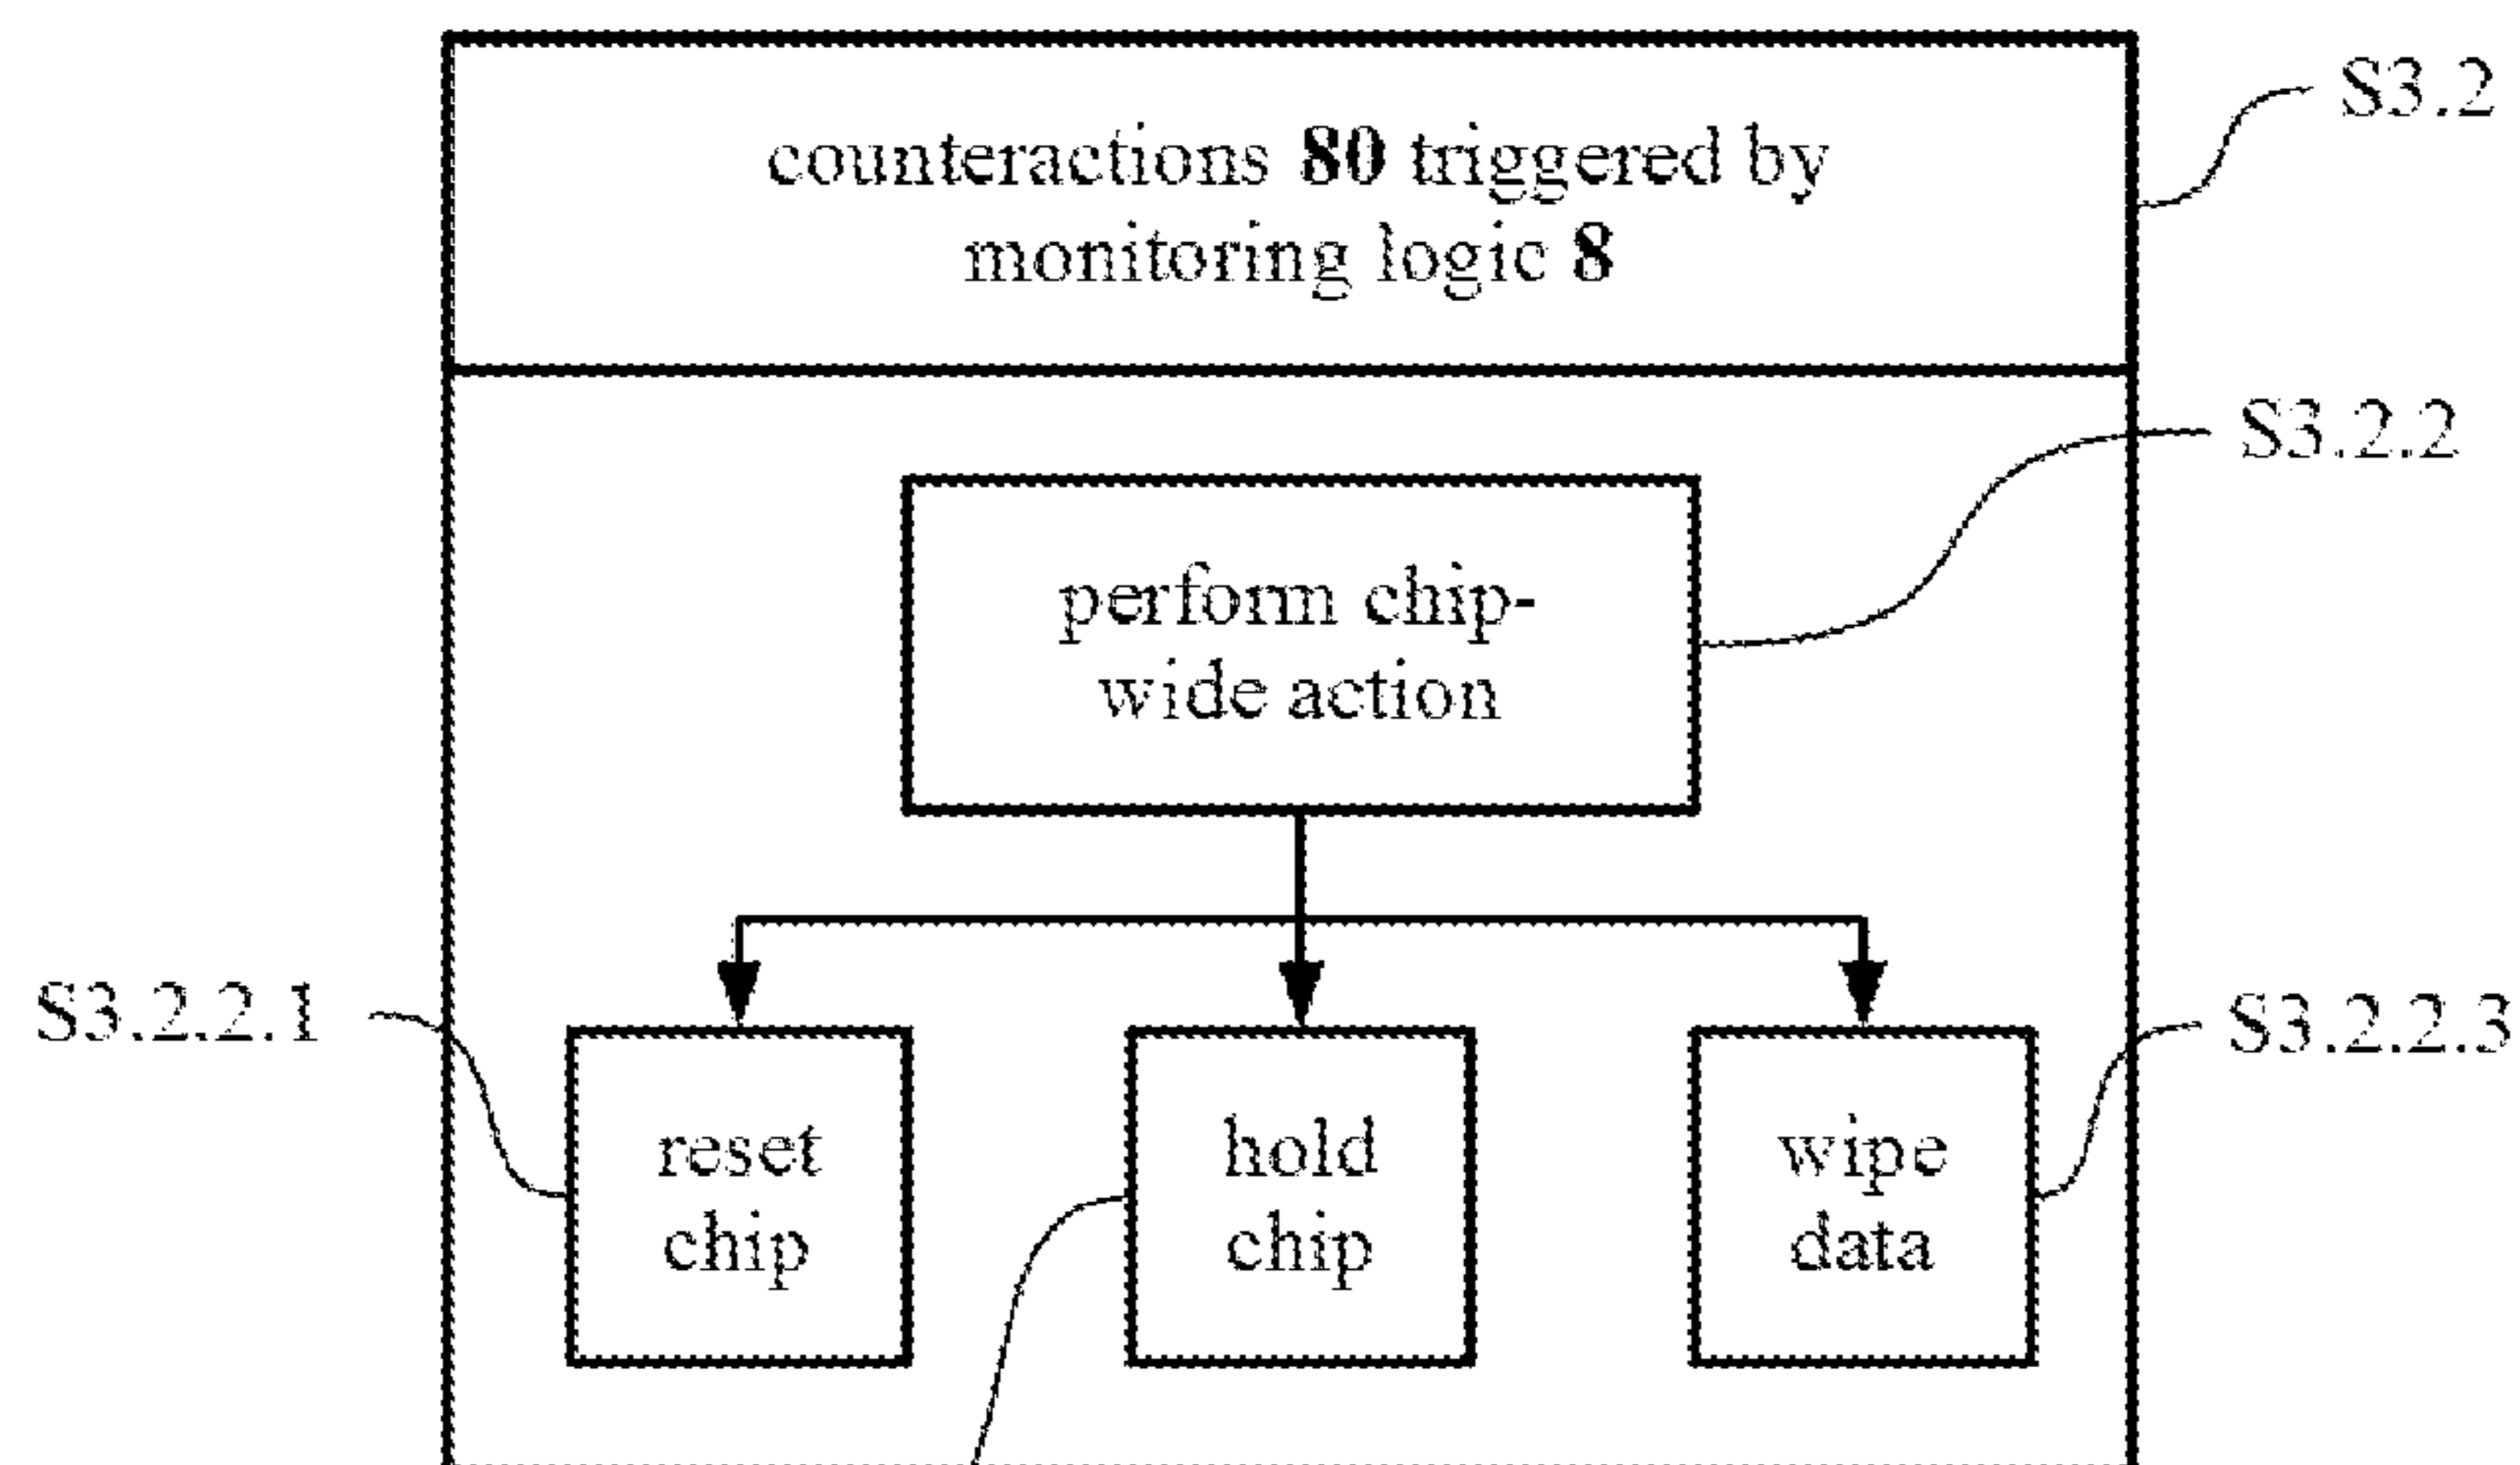 S3.2
counteractions 80 triggered by
monitoring logic 8
S3.2.2
perform chip-
wide action
S3.2.2.1
S3.2.2.3
reset
chip
hold
chip
wipe
data